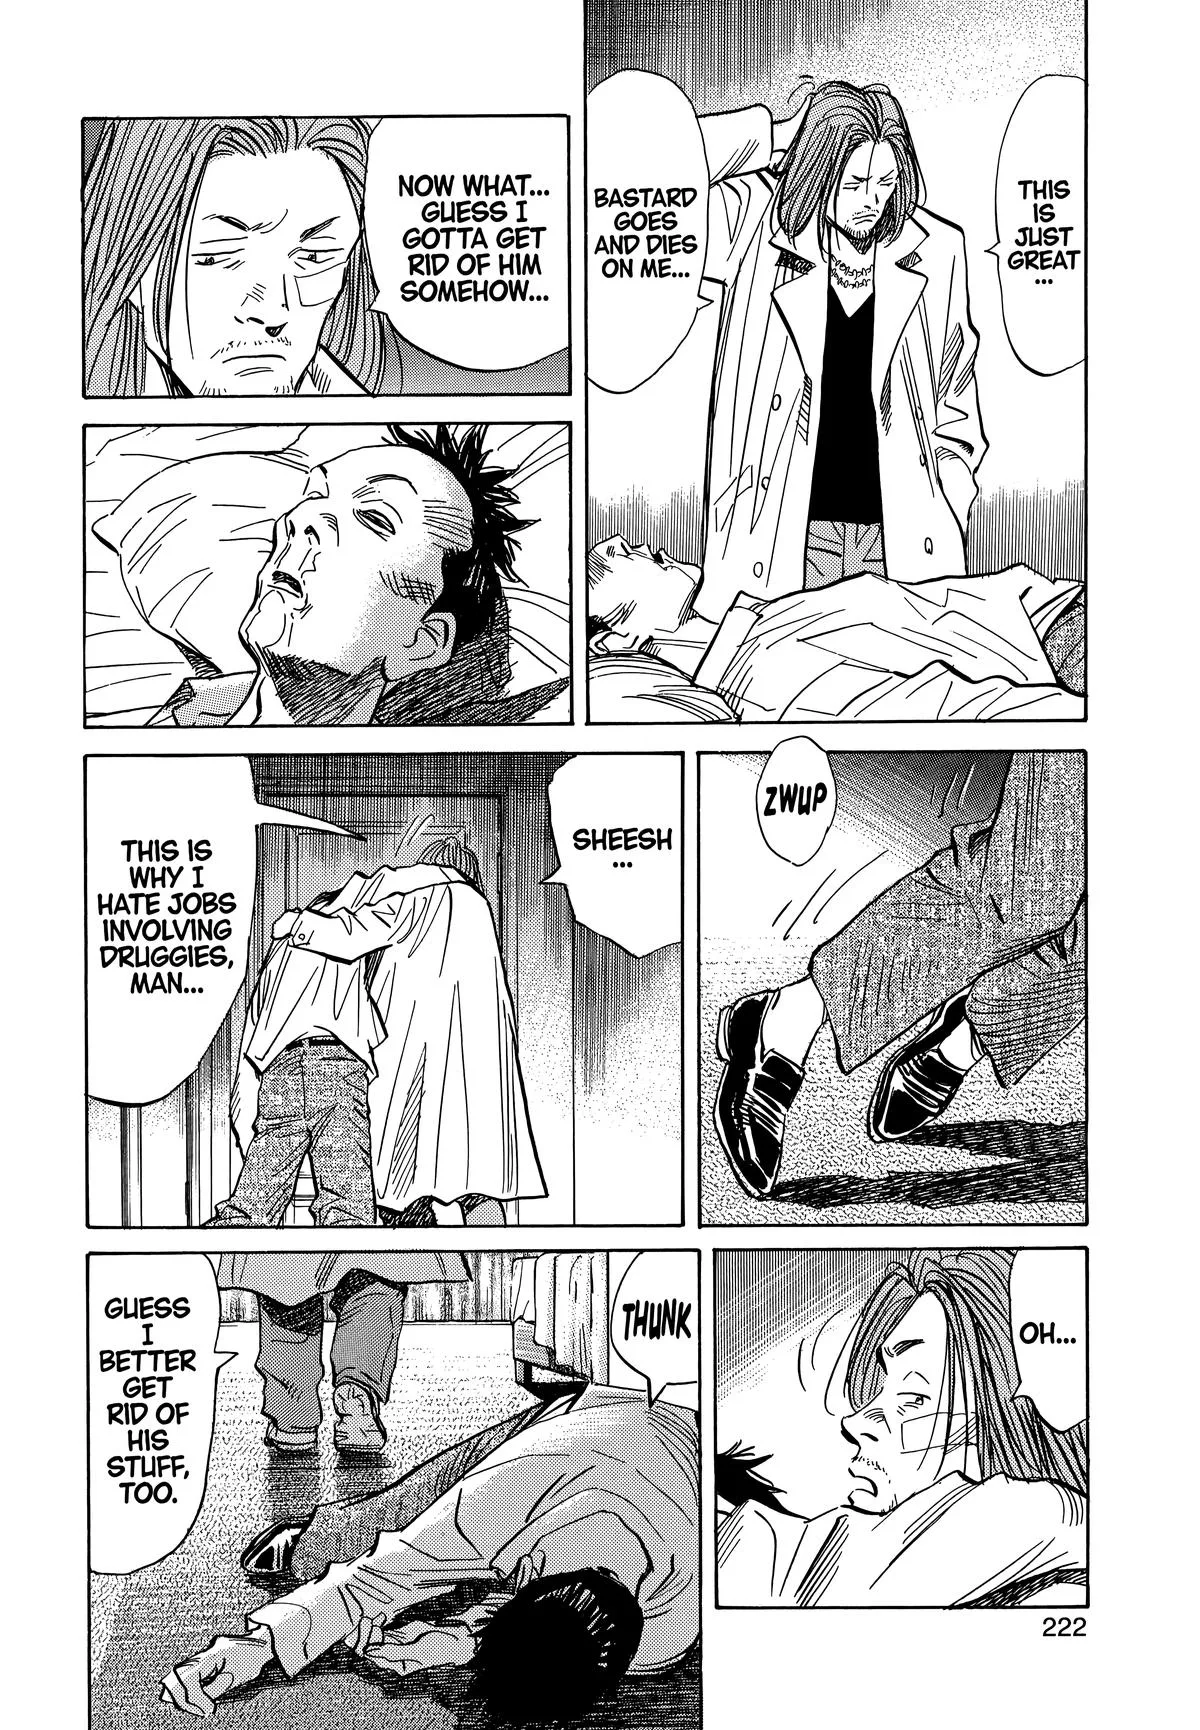 THIS
IS
JUST
GREAT
...
BASTARD
GOES
AND DIES
ON ME...
NOW WHAT...
GUESS I
GOTTA GET
RID OF HIM
SOMEHOW...
ZWUP
SHEESH
...
THIS IS
WHY I
HATE JOBS
INVOLVING
DRUGGIES,
MAN...
OH...
THUNK
GUESS
I
BETTER
GET
RID OF
HIS
STUFF,
TOO.
222